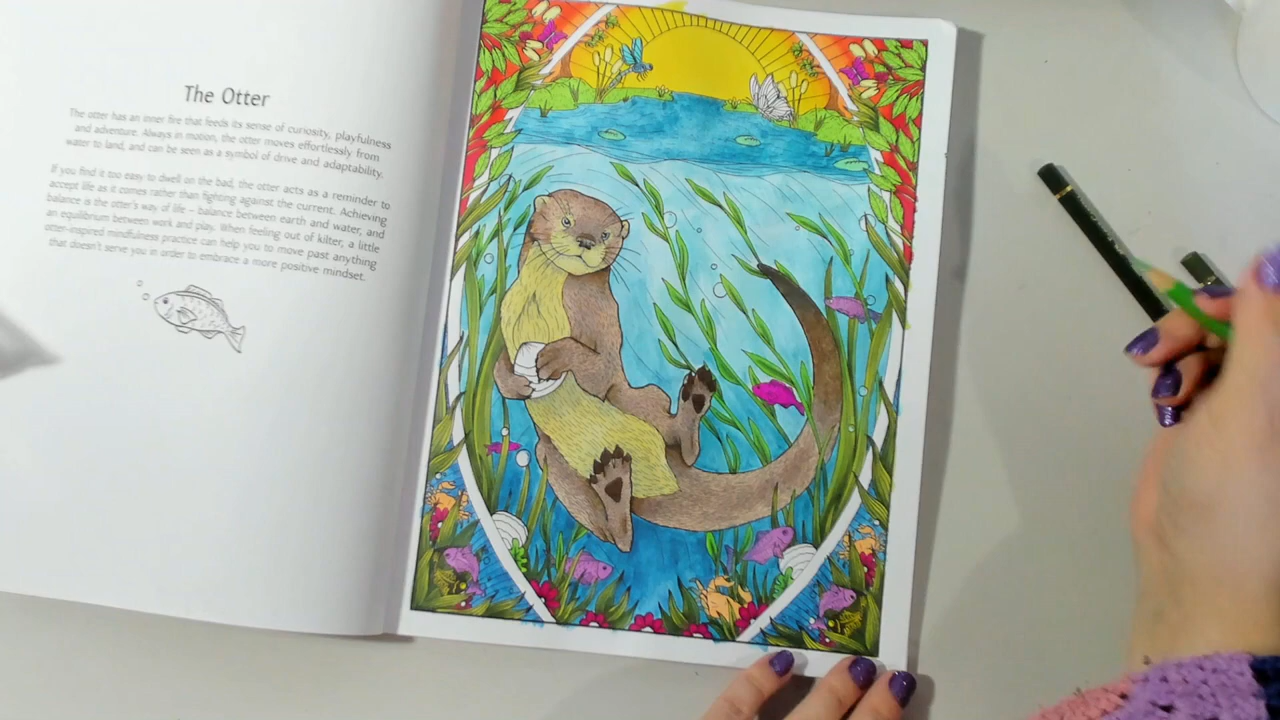 The Otter
The otter has an inner fire that feeds its sense of curiosity, playfulness
and adventure. Always in motion, the otter moves effortlessly from
water to land, and can be seen as a symbol of drive and adaptability.
If you find it too easy to dwell on the bad, the otter acts as a reminder to
accept life as it comes rather than fighting against the current. Achieving
balance is the otter's way of life – balance between earth and water, and
an equilibrium between work and play. When feeling out of kilter, a little
otter-inspired mindfulness practice can help you to move past anything
that doesn't serve you in order to embrace a more positive mindset.